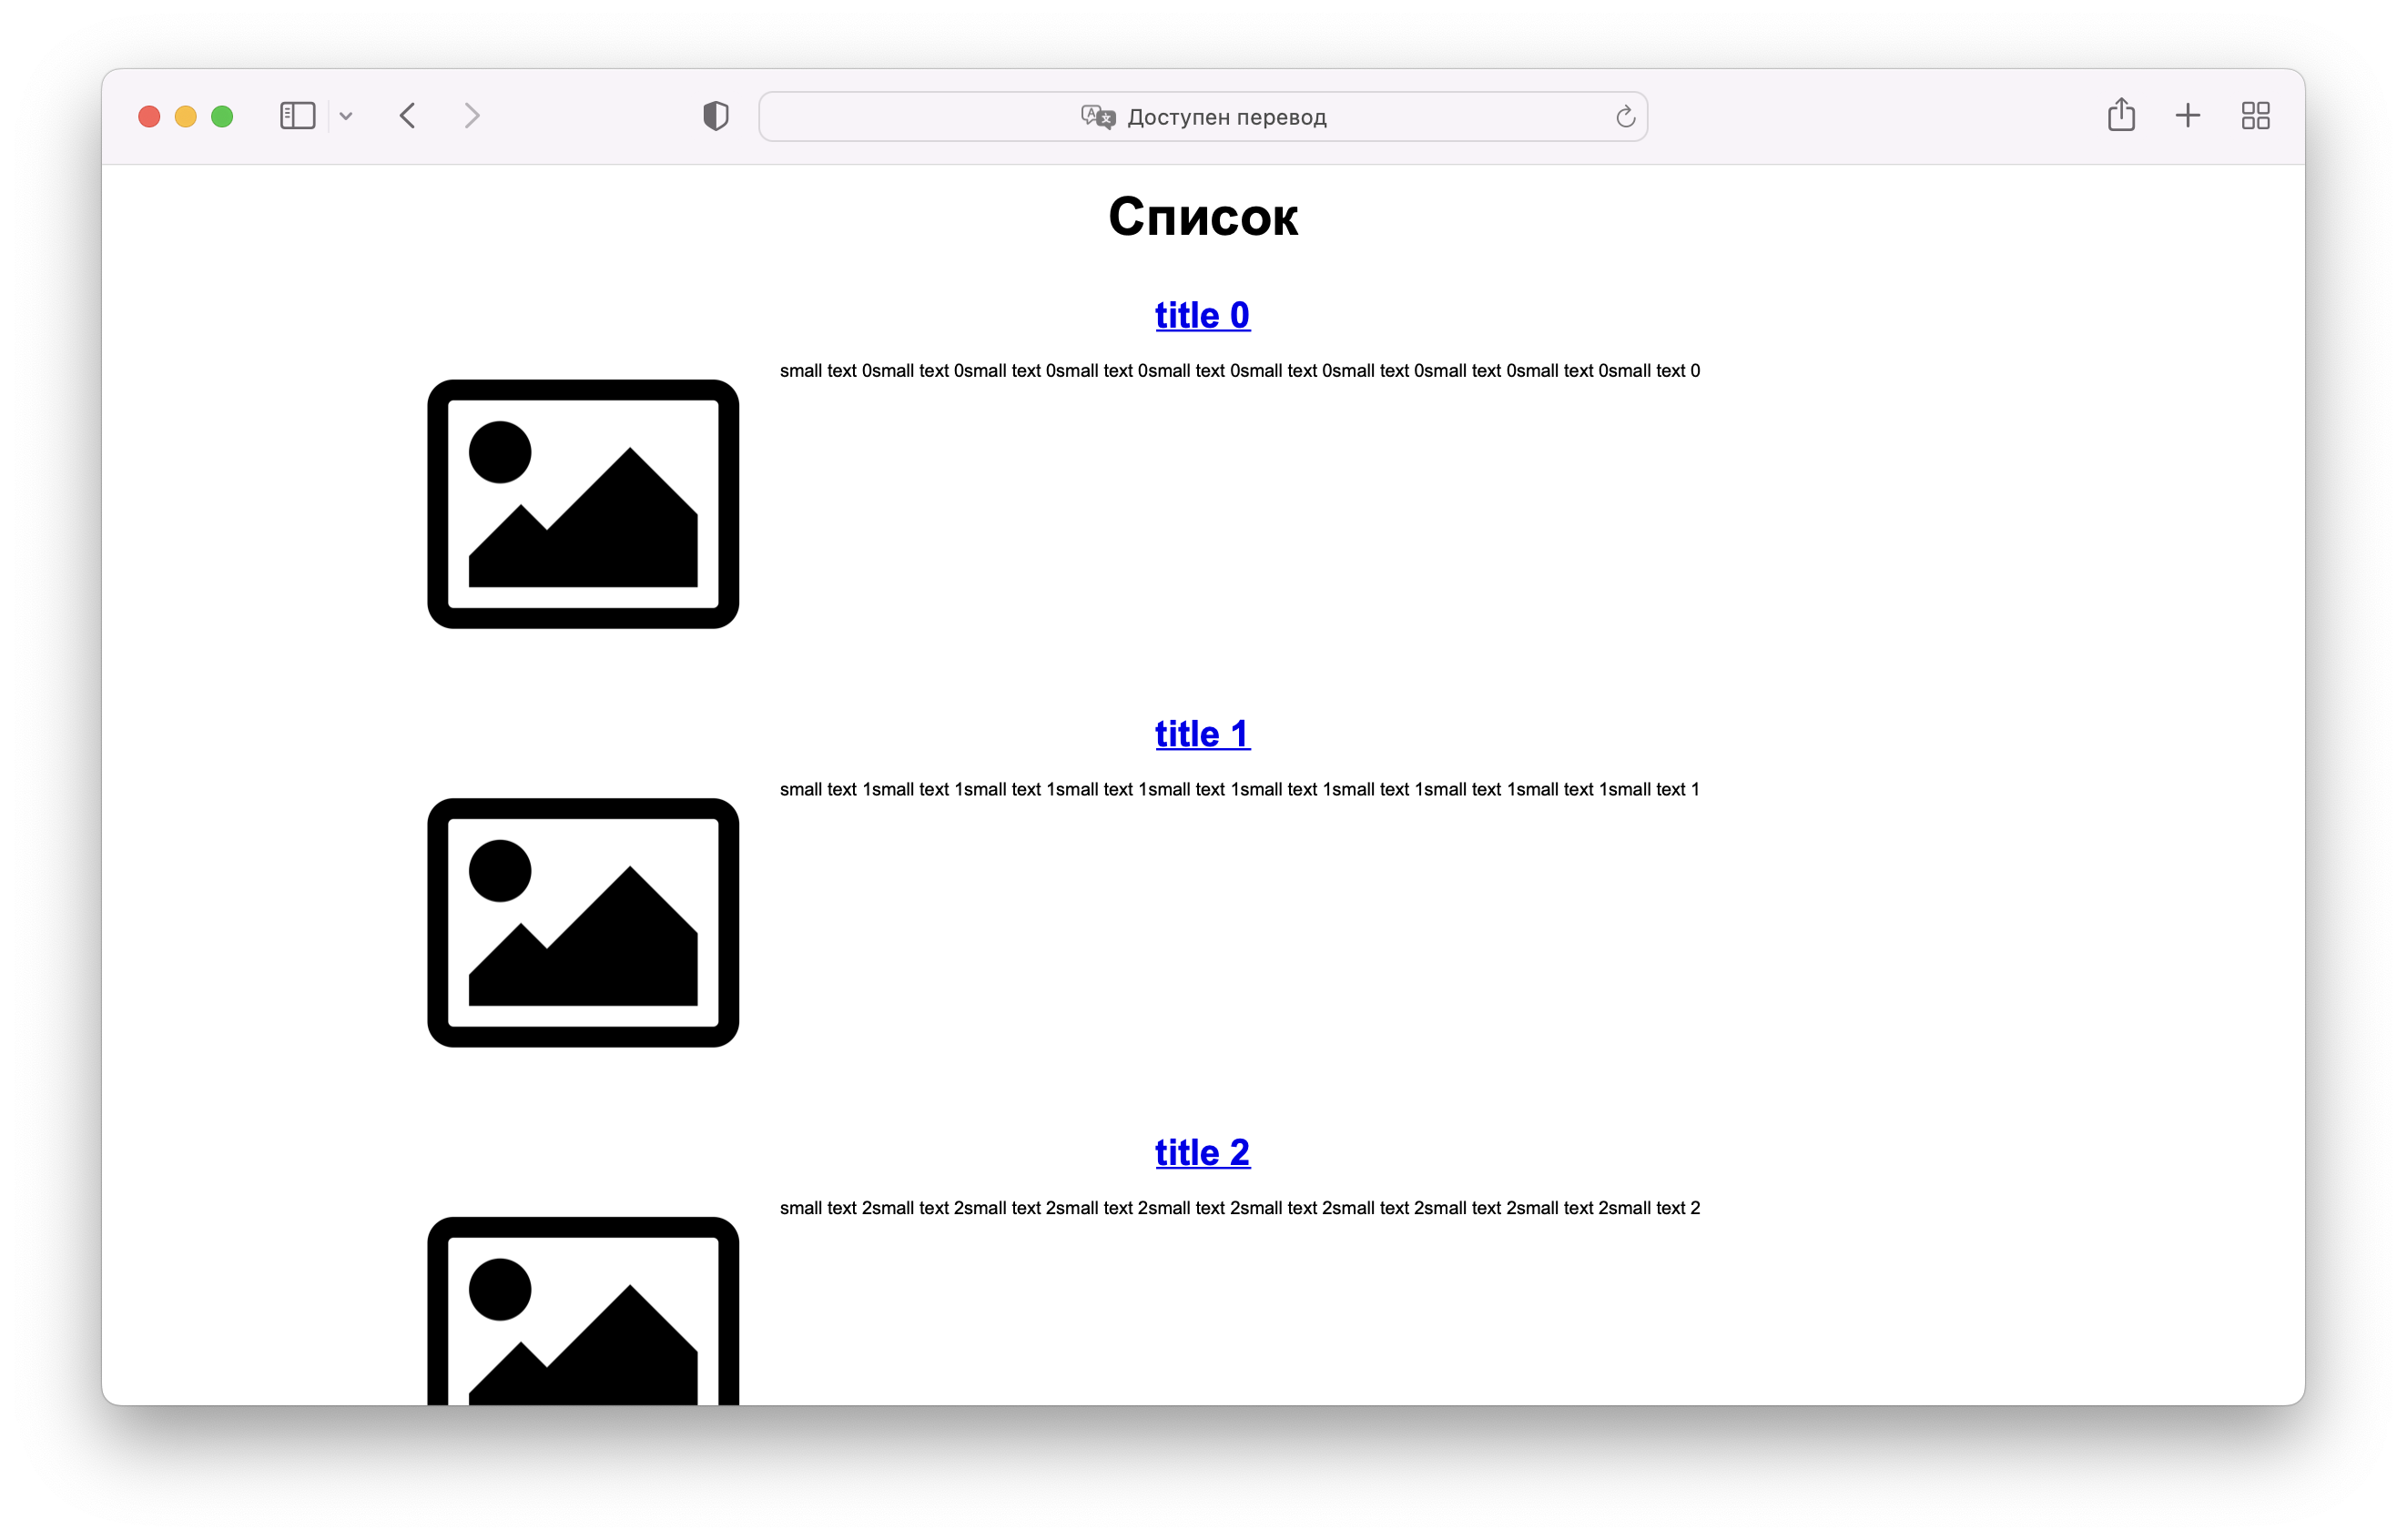 Доступен перевод
Список
title 0
small text 0small text 0small text 0small text 0small text 0small text 0small text 0small text 0small text 0small text 0
title 1
small text 1small text 1small text 1small text 1small text 1small text 1small text 1small text 1small text 1small text 1
title 2
small text 2small text 2small text 2small text 2small text 2small text 2small text 2small text 2small text 2small text 2